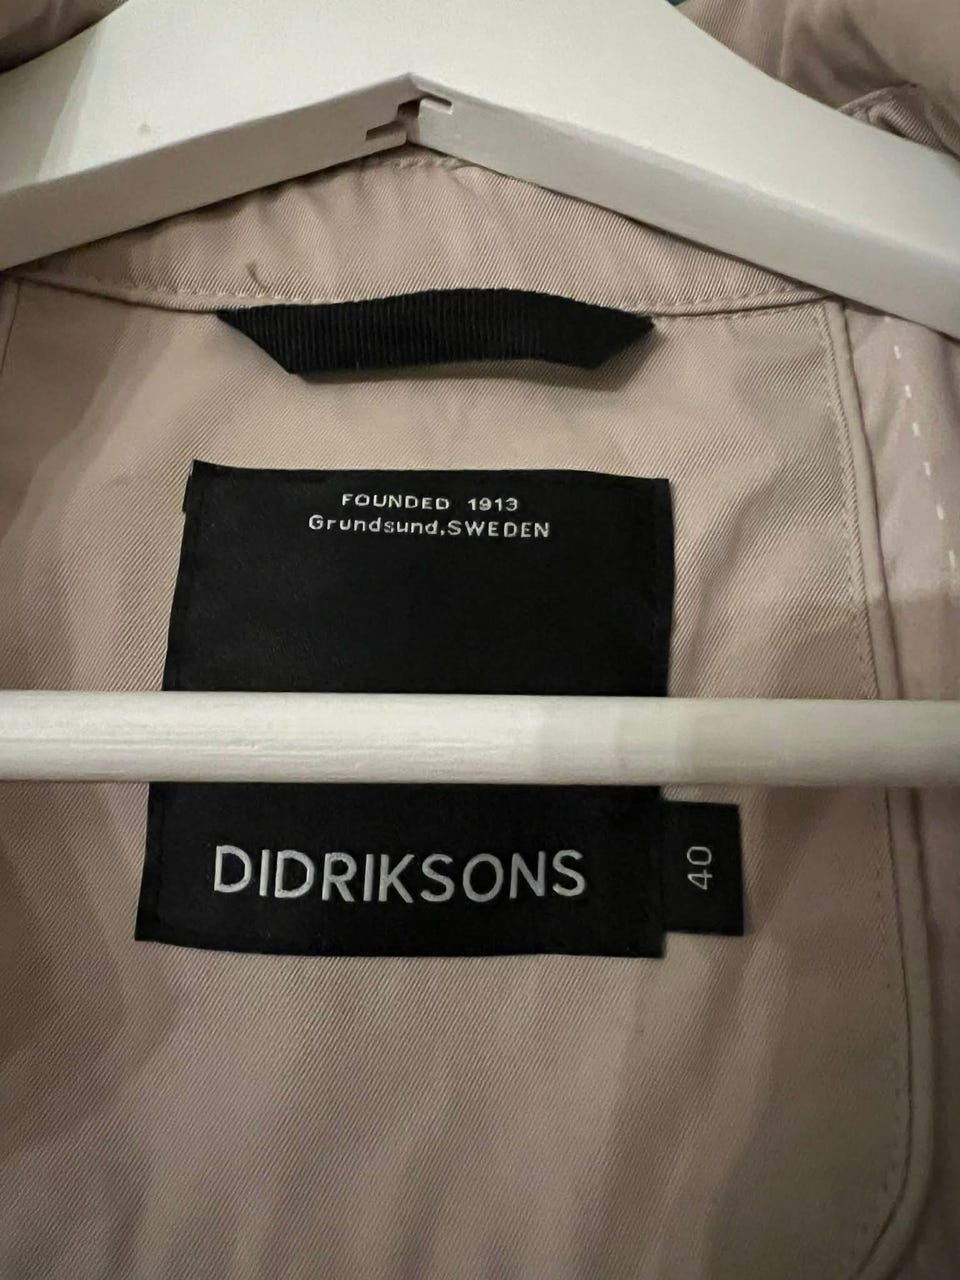 FOUNDED 1913
Grundsund,SWEDEN
DIDRIKSONS
40